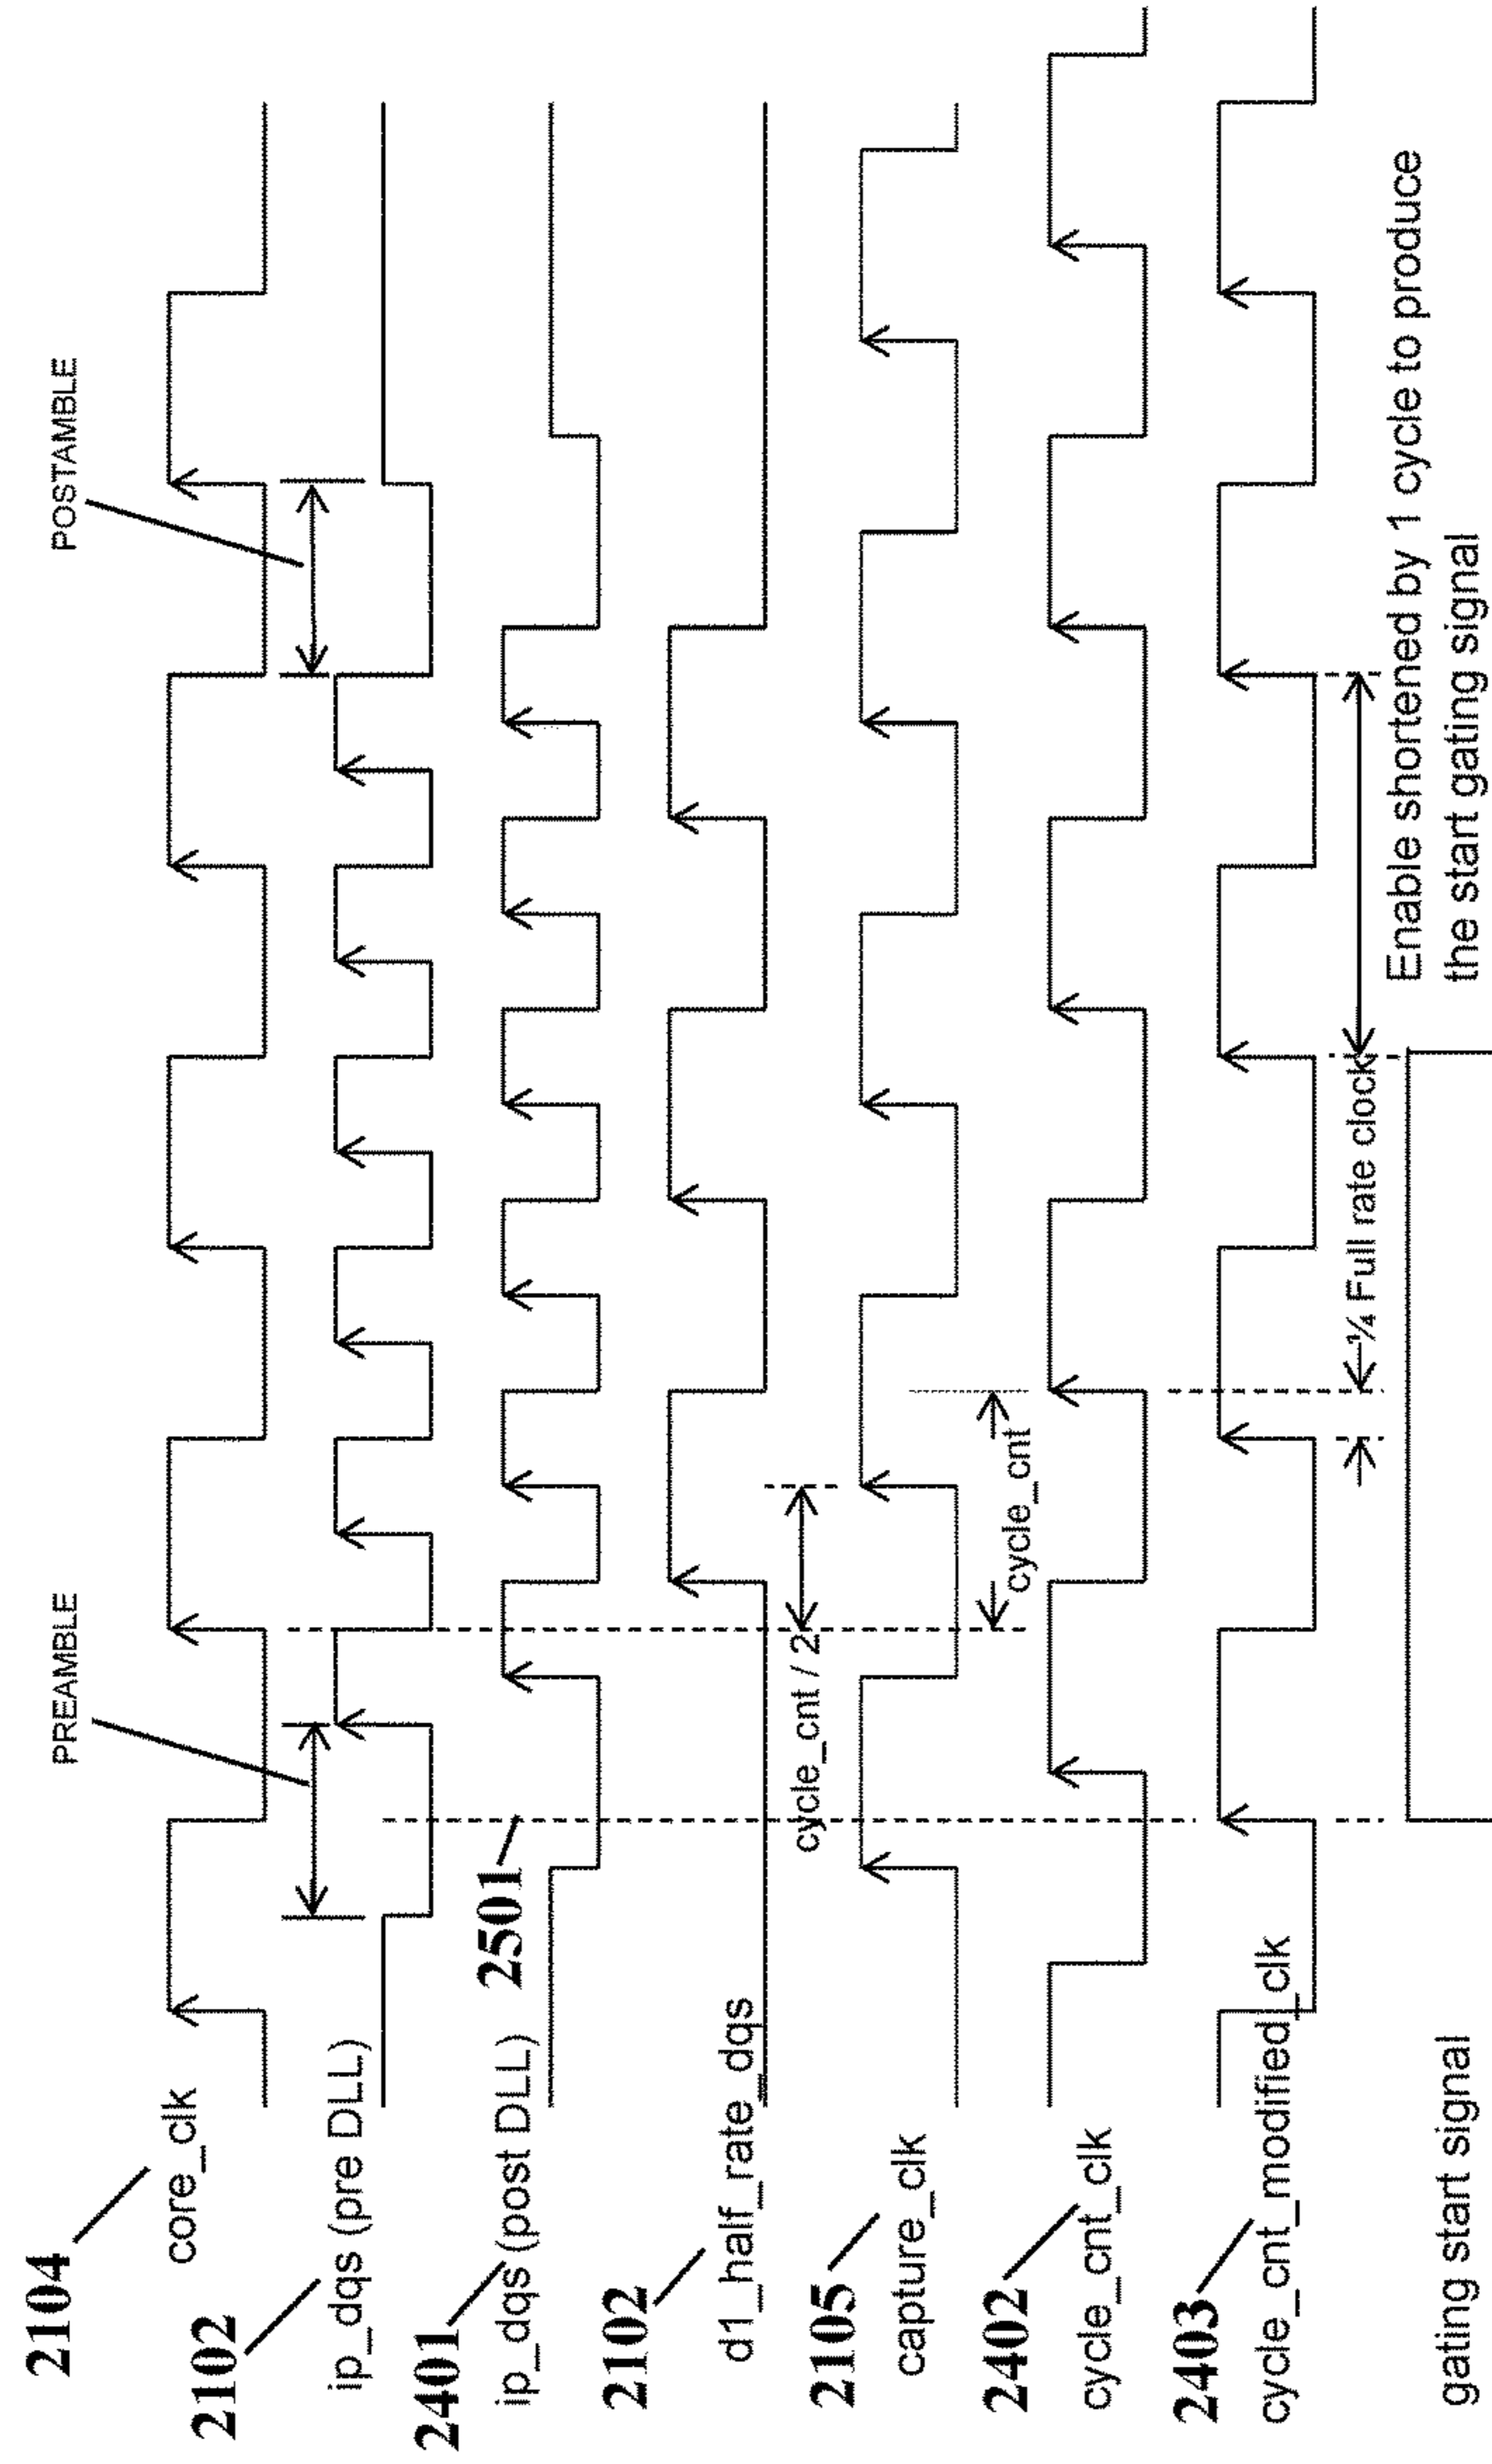 PREAMBLE
POSTAMBLE
2104
core_clk
2102
ip_dqs (pre DLL)
2401
ip_dqs (post DLL)
2501
2102
d1_half_rate_dqs
cycle_cnt / 2
2105
capture_clk
cycle_cnt
2402
cycle_cnt_clk
2403
cycle_cnt_modified_clk
¼ Full rate clock
Enable shortened by 1 cycle to produce
the start gating signal
gating start signal